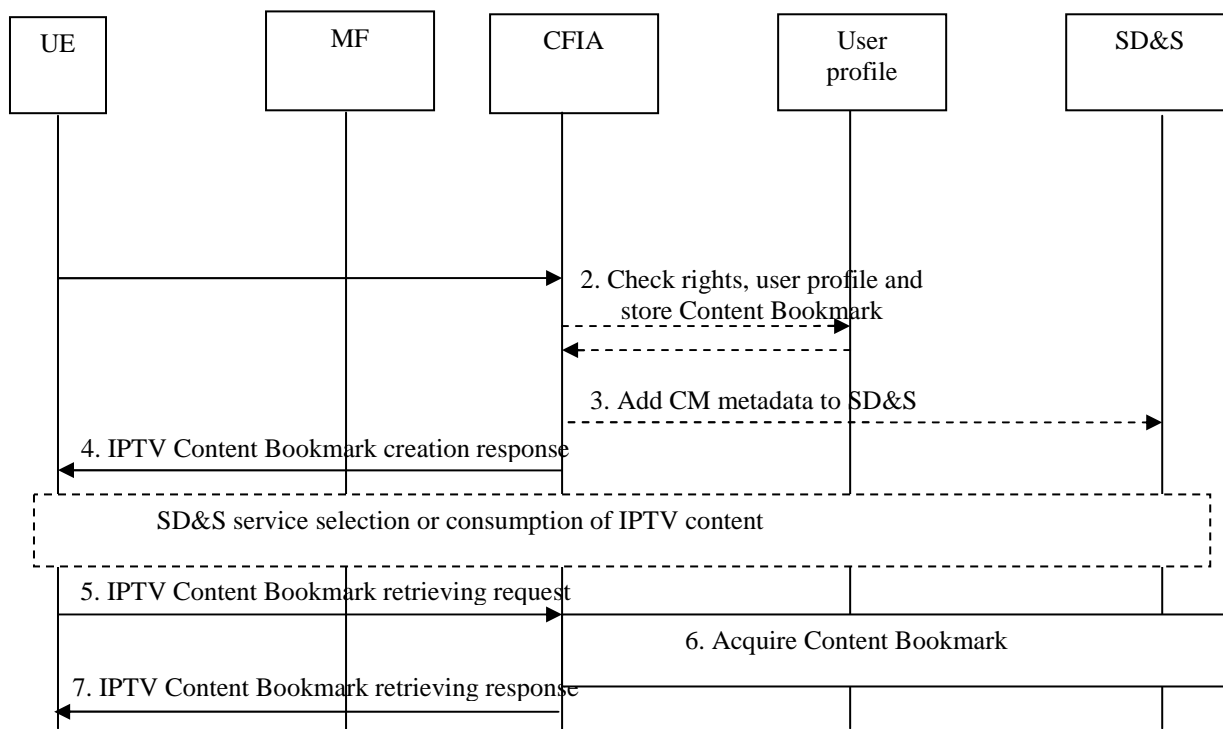 UE
MF
CFIA
User
profile
SD&S
2. Check rights, user profile and
store Content Bookmark
3. Add CM metadata to SD&S
4. IPTV Content Bookmark creation response
SD&S service selection or consumption of IPTV content
5. IPTV Content Bookmark retrieving request
6. Acquire Content Bookmark
7. IPTV Content Bookmark retrieving response